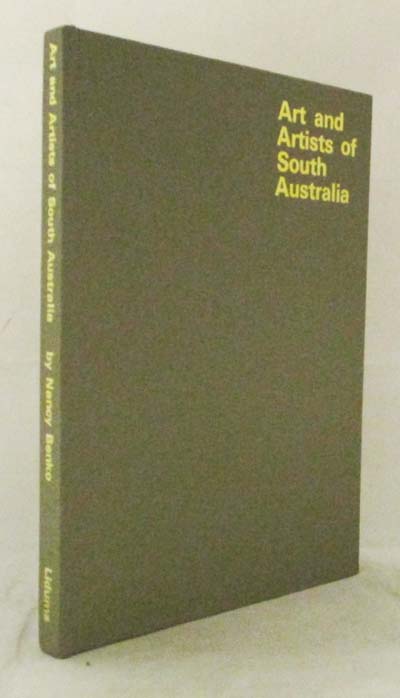 Art and
Artists of
South
Australia
Art and Artists of South Australia by Nancy Benko Lidums